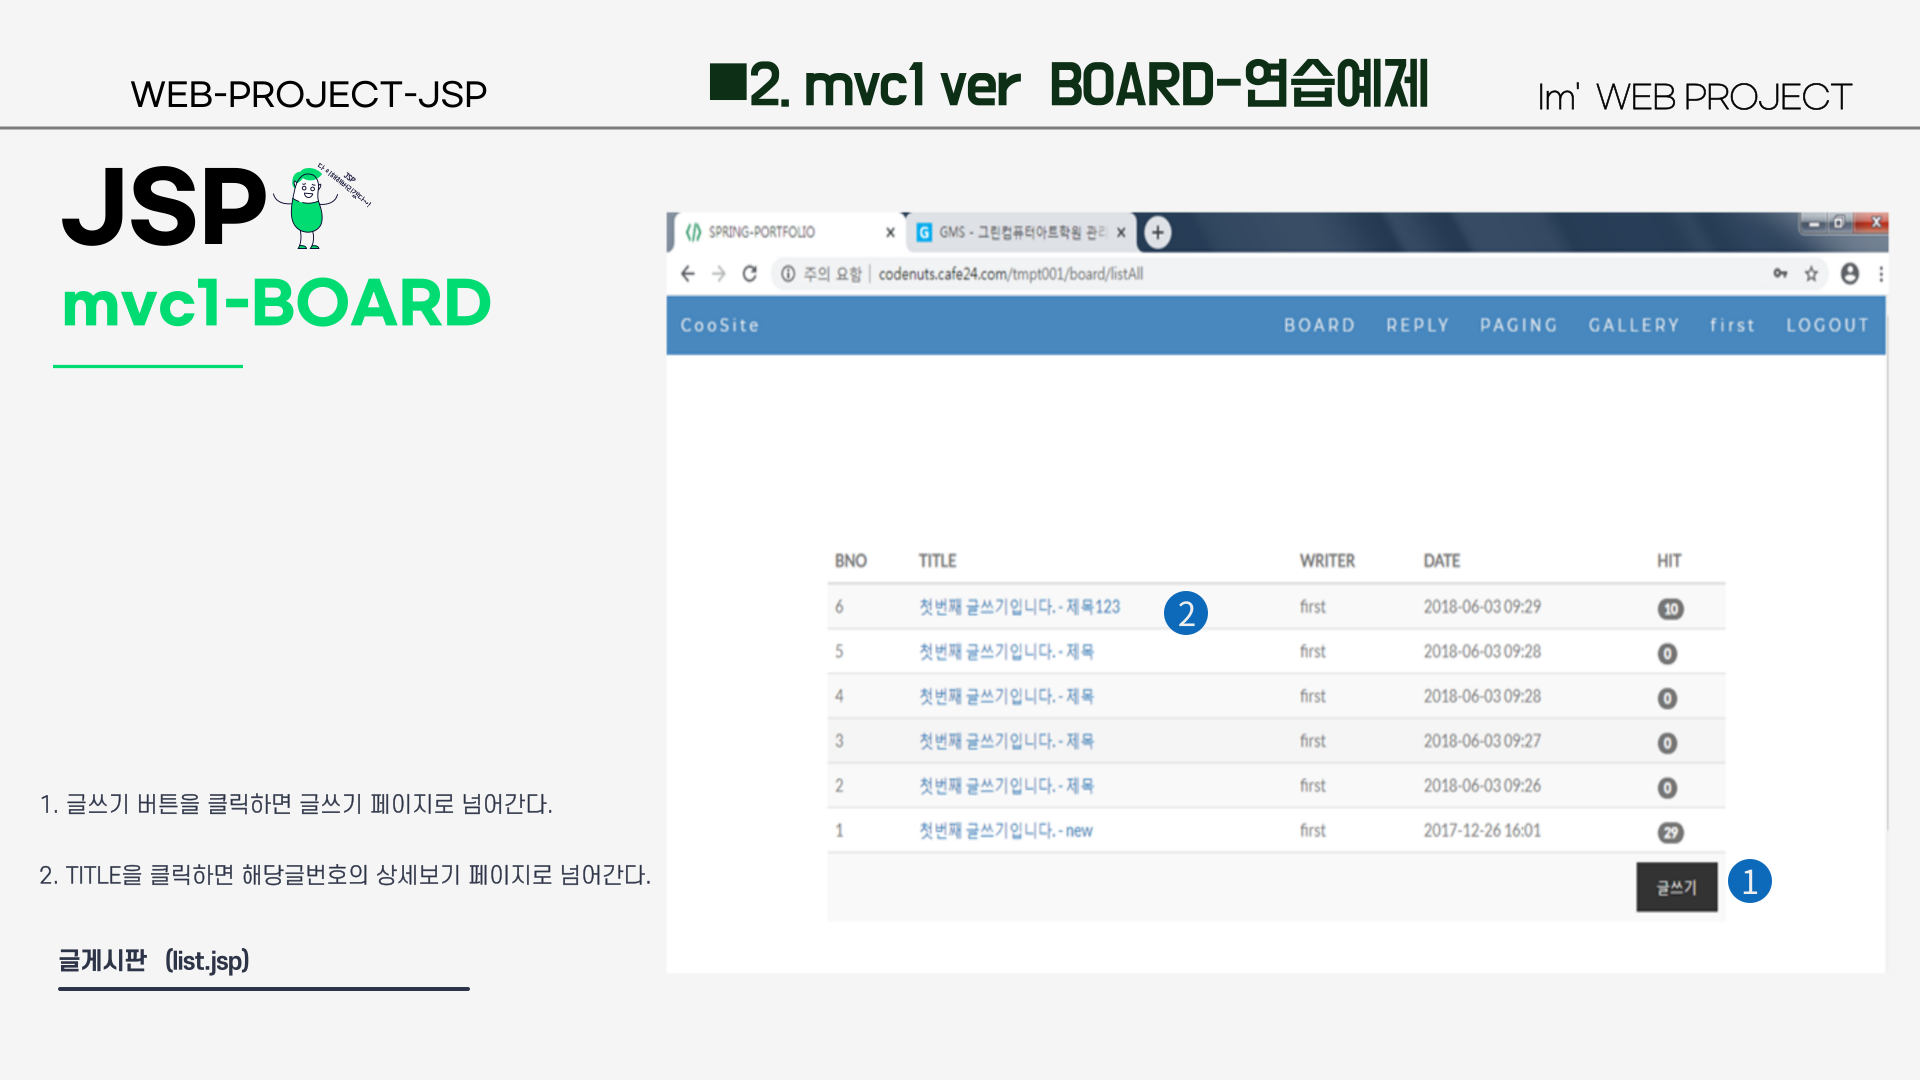 WEB-PROJECT-JSP
■2. mvc1 ver BOARD-연습예제
Im' WEB PROJECT
JSP
mvc1-BOARD
SPRING-PORTFOLIO
GMS - 그린컴퓨터아트학원 관리
주의 요함 | codenuts.cafe24.com/tmpt001/board/listAll
CooSite BOARD REPLY PAGING GALLERY first LOGOUT
BNO TITLE WRITER DATE HIT
6 첫번째 글쓰기입니다. - 제목123 2 first 2018-06-03 09:29 10
5 첫번째 글쓰기입니다. - 제목 first 2018-06-03 09:28 0
4 첫번째 글쓰기입니다. - 제목 first 2018-06-03 09:28 0
3 첫번째 글쓰기입니다. - 제목 first 2018-06-03 09:27 0
2 첫번째 글쓰기입니다. - 제목 first 2018-06-03 09:26 0
1 첫번째 글쓰기입니다. - new first 2017-12-26 16:01 29
글쓰기 1
1. 글쓰기 버튼을 클릭하면 글쓰기 페이지로 넘어간다.
2. TITLE을 클릭하면 해당글번호의 상세보기 페이지로 넘어간다.
글게시판 (list.jsp)